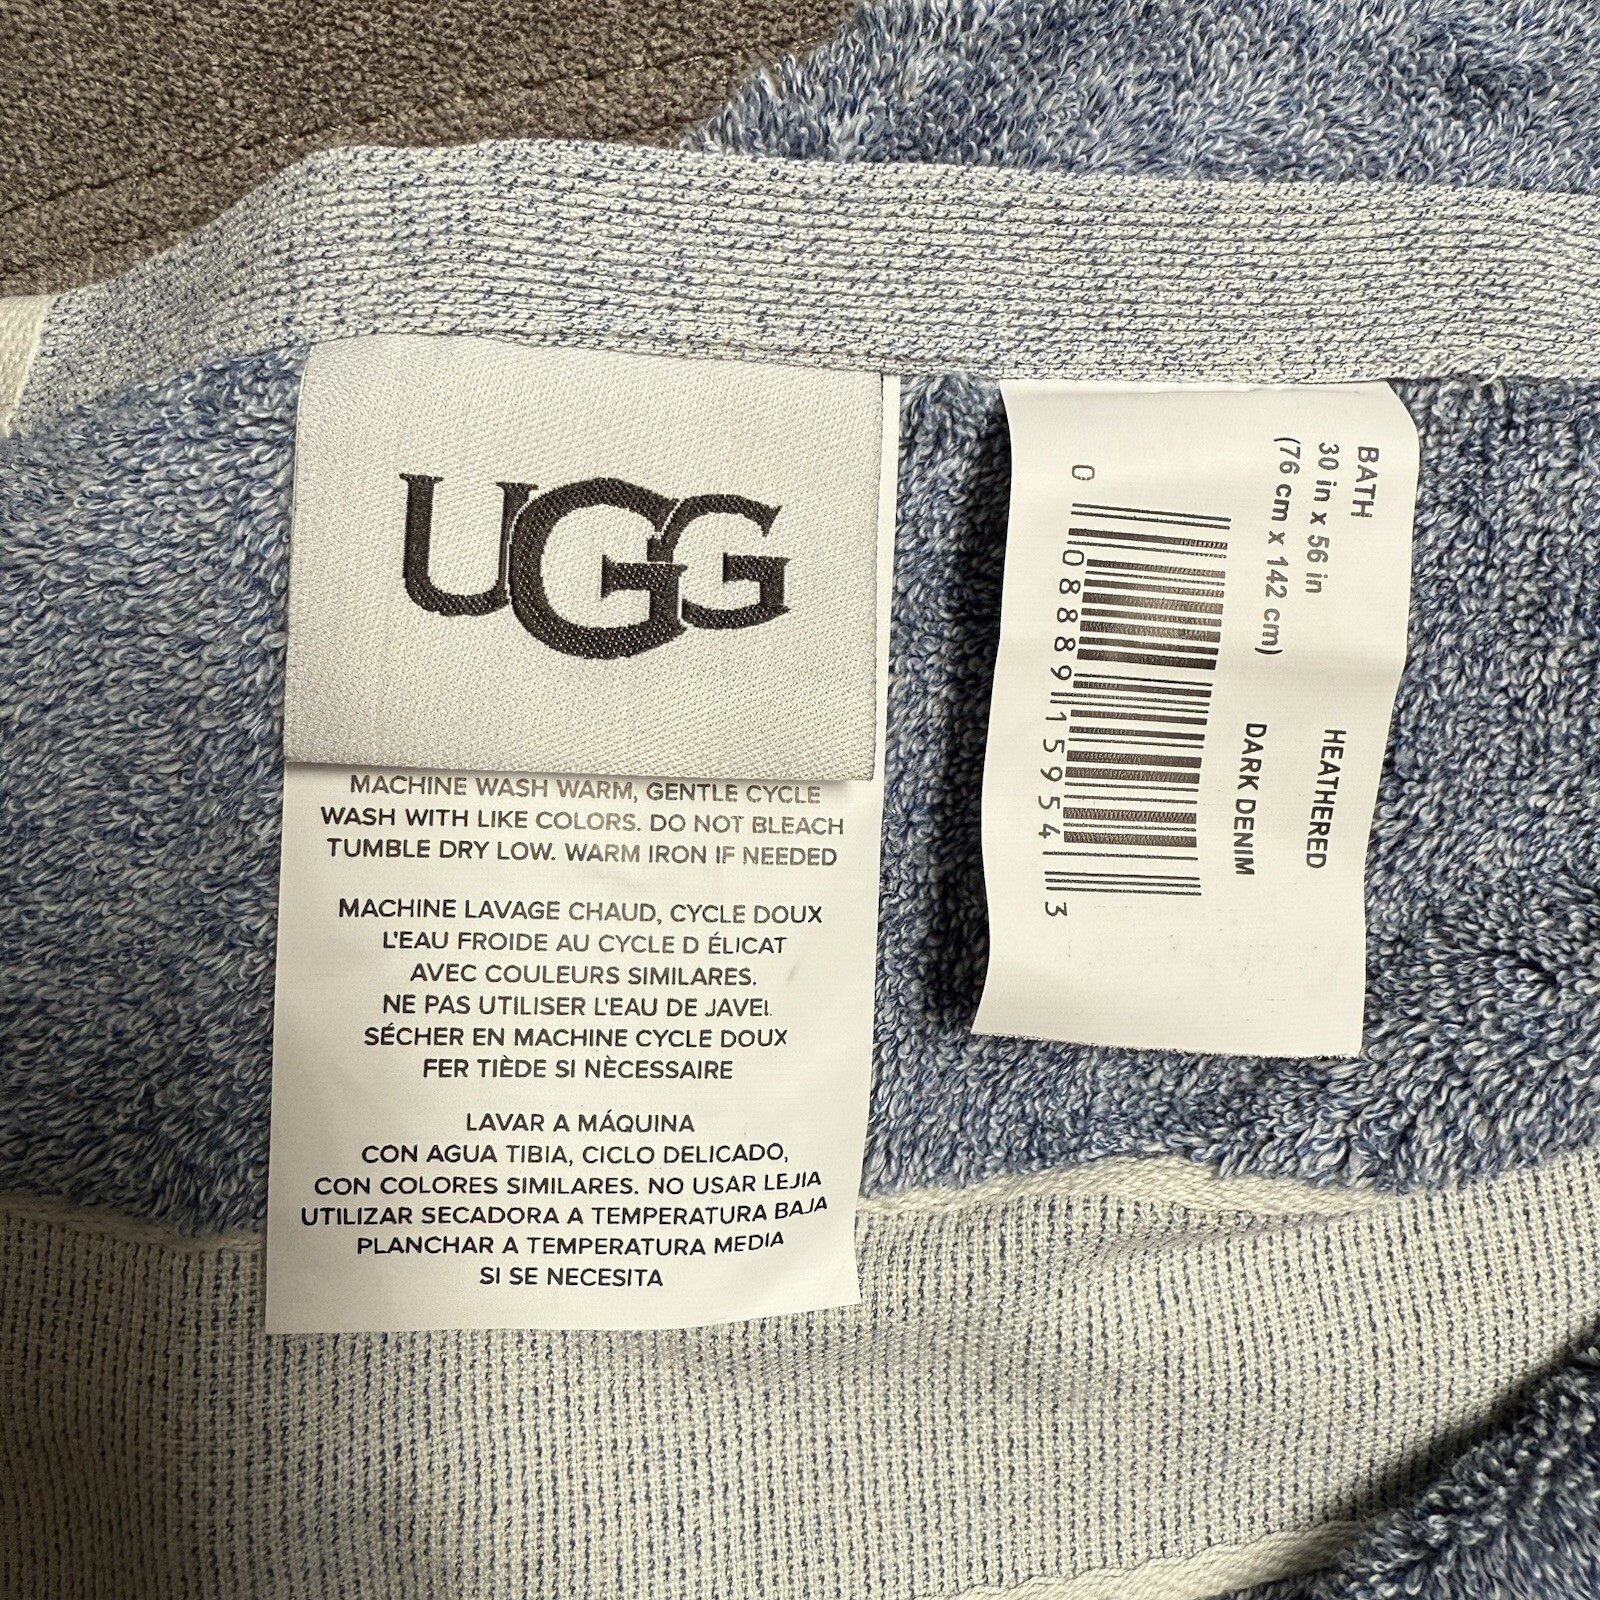 UGG
MACHINE WASH WARM, GENTLE CYCLE
WASH WITH LIKE COLORS. DO NOT BLEACH
TUMBLE DRY LOW. WARM IRON IF NEEDED
MACHINE LAVAGE CHAUD, CYCLE DOUX
L'EAU FROIDE AU CYCLE D ÉLICAT
AVEC COULEURS SIMILARES.
NE PAS UTILISER L'EAU DE JAVEL
SÉCHER EN MACHINE CYCLE DOUX
FER TIÈDE SI NÈCESSAIRE
LAVAR A MÁQUINA
CON AGUA TIBIA, CICLO DELICADO,
CON COLORES SIMILARES. NO USAR LEJIA
UTILIZAR SECADORA A TEMPERATURA BAJA
PLANCHAR A TEMPERATURA MEDIA
SI SE NECESITA
BATH
30 in x 56 in
(76 cm x 142 cm)
HEATHERED
DARK DENIM
0 08889 15954 3